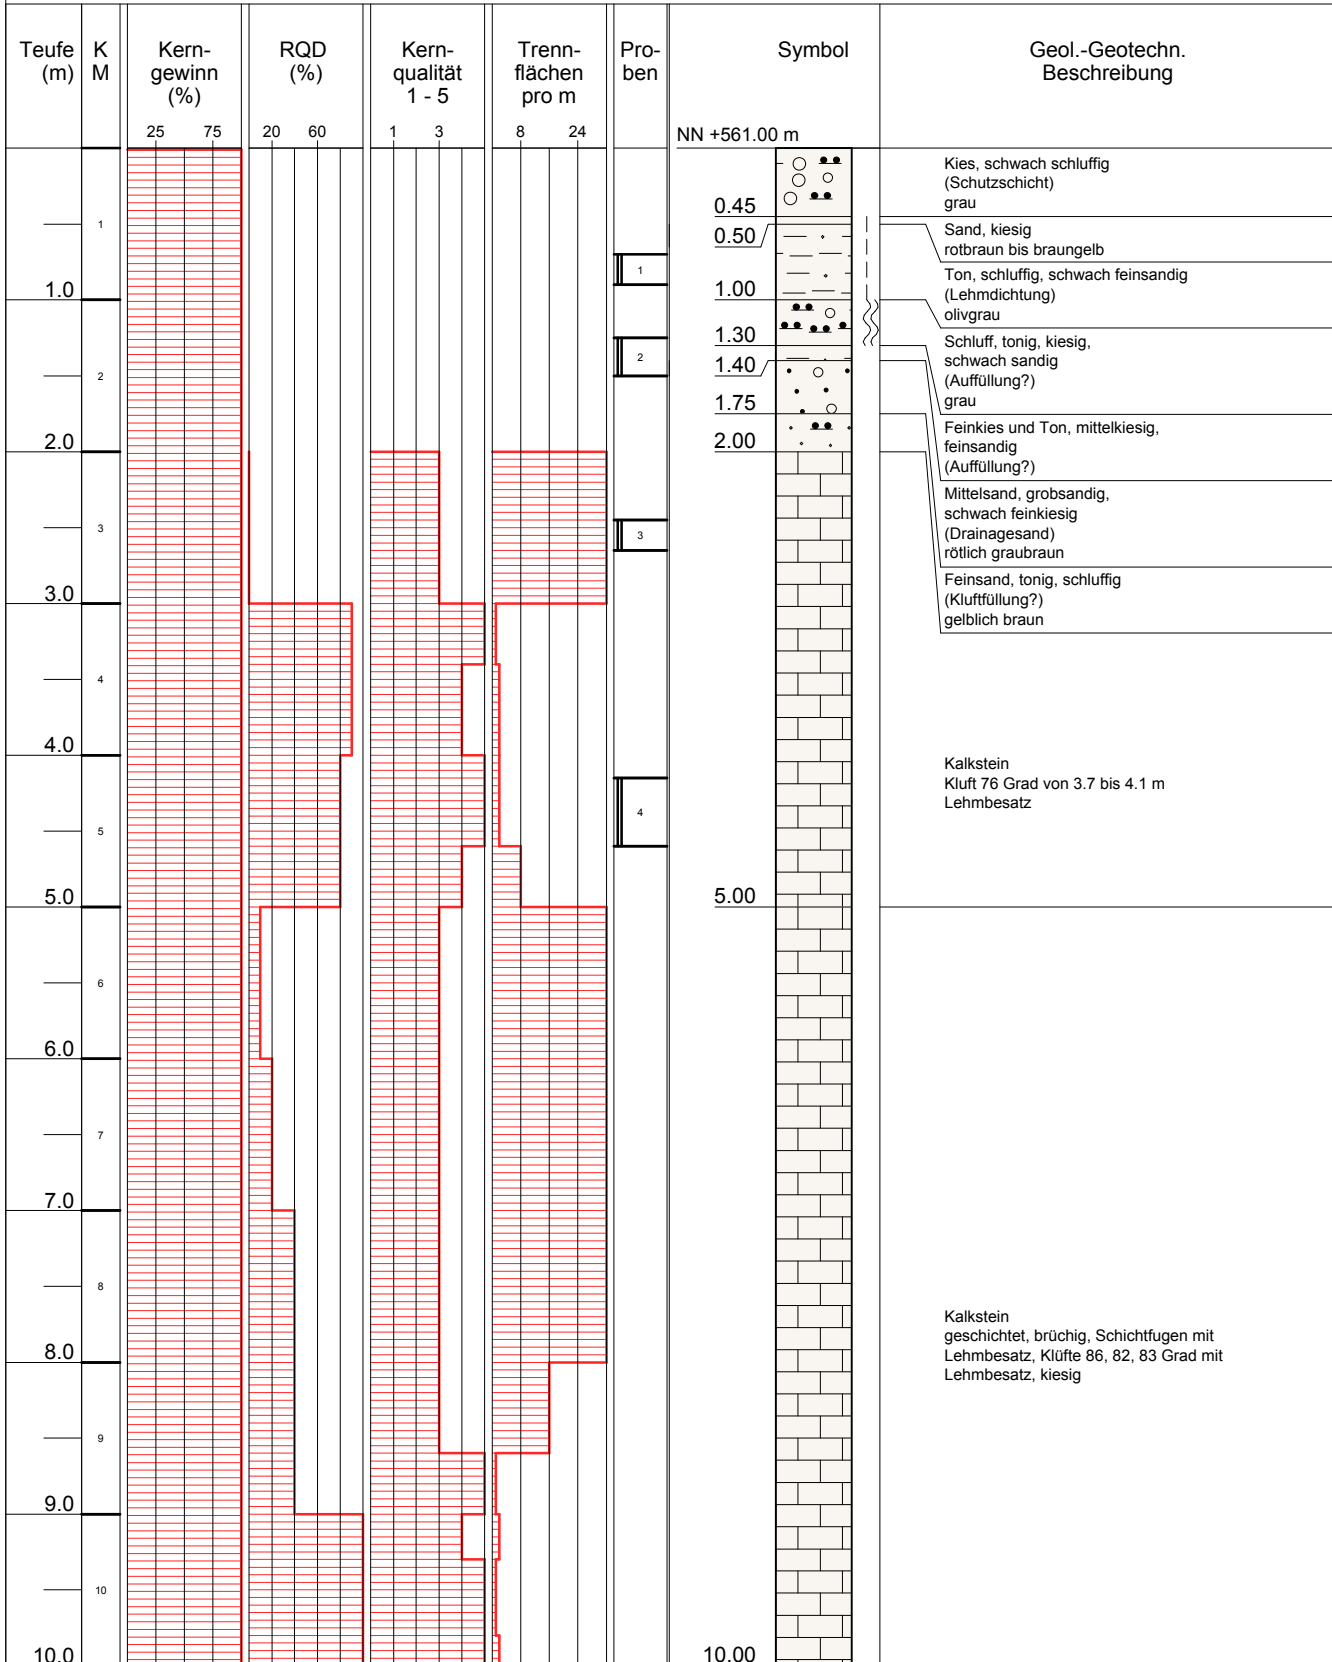 Teufe
(m)
K
M
Kern-
gewinn
(%)
RQD
(%)
Kern-
qualität
1 - 5
Trenn-
flächen
pro m
Pro-
ben
Symbol
Geol.-Geotechn.
Beschreibung
25 75
20 60
1 3
8 24
NN +561.00 m
Kies, schwach schluffig
(Schutzschicht)
grau
0.45
1
0.50
Sand, kiesig
rotbraun bis braungelb
1
Ton, schluffig, schwach feinsandig
(Lehmdichtung)
olivgrau
1.0
1.00
1.30
Schluff, tonig, kiesig,
schwach sandig
(Auffüllung?)
grau
2
2
1.40
1.75
Feinkies und Ton, mittelkiesig,
feinsandig
(Auffüllung?)
2.0
2.00
Mittelsand, grobsandig,
schwach feinkiesig
(Drainagesand)
rötlich graubraun
3
3
Feinsand, tonig, schluffig
(Kluftfüllung?)
gelblich braun
3.0
4
4.0
Kalkstein
Kluft 76 Grad von 3.7 bis 4.1 m
Lehmbesatz
4
5
5.0
5.00
6
6.0
7
7.0
8
Kalkstein
geschichtet, brüchig, Schichtfugen mit
Lehmbesatz, Klüfte 86, 82, 83 Grad mit
Lehmbesatz, kiesig
8.0
9
9.0
10
10.0
10.00